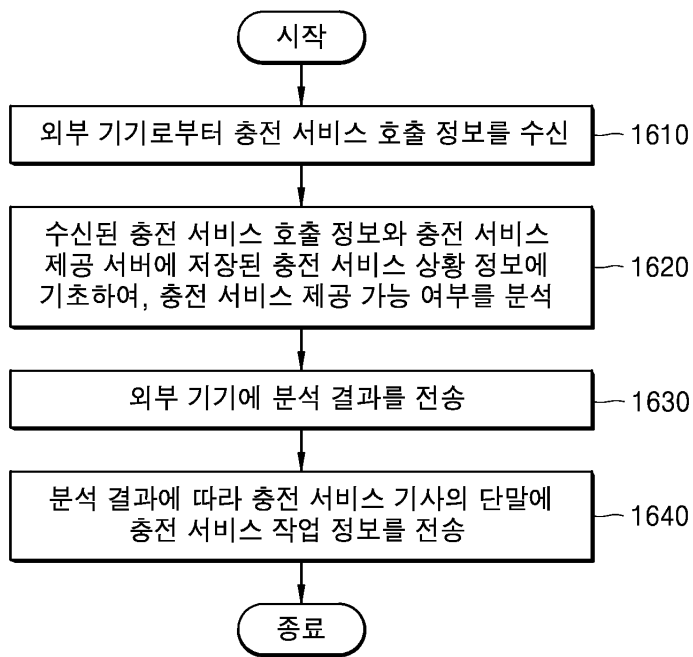 시작
외부 기기로부터 충전 서비스 호출 정보를 수신
1610
수신된 충전 서비스 호출 정보와 충전 서비스
제공 서버에 저장된 충전 서비스 상황 정보에
기초하여, 충전 서비스 제공 가능 여부를 분석
1620
외부 기기에 분석 결과를 전송
1630
분석 결과에 따라 충전 서비스 기사의 단말에
충전 서비스 작업 정보를 전송
1640
종료